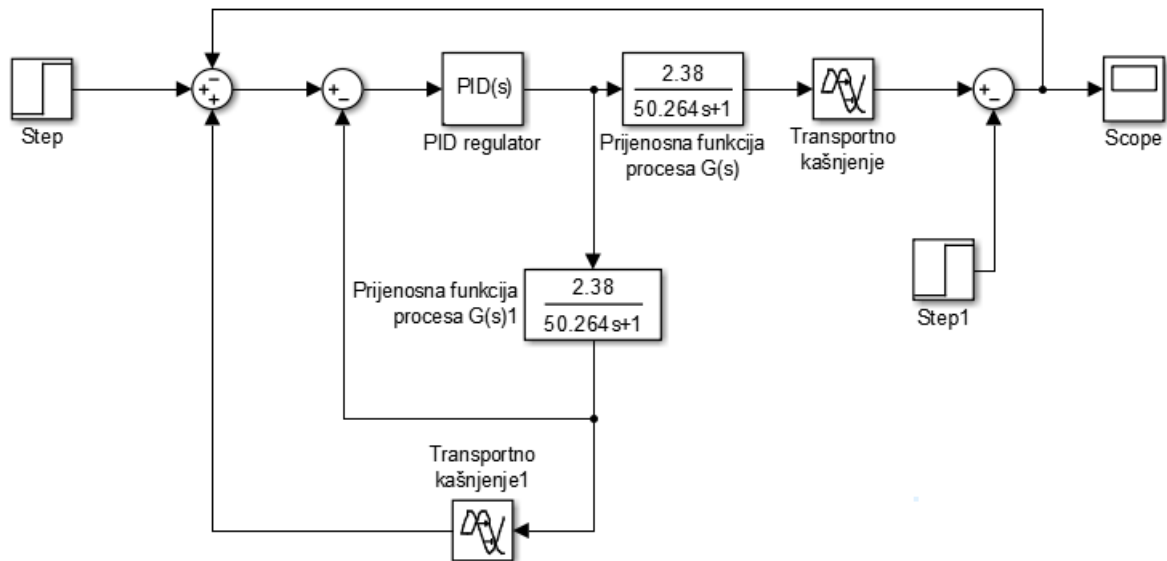 Step
PID(s)
PID regulator
2.38
50.264s+1
Prijenosna funkcija
procesa G(s)
Transportno
kašnjenje
Scope
Step1
Prijenosna funkcija
procesa G(s)1
2.38
50.264s+1
Transportno
kašnjenje1